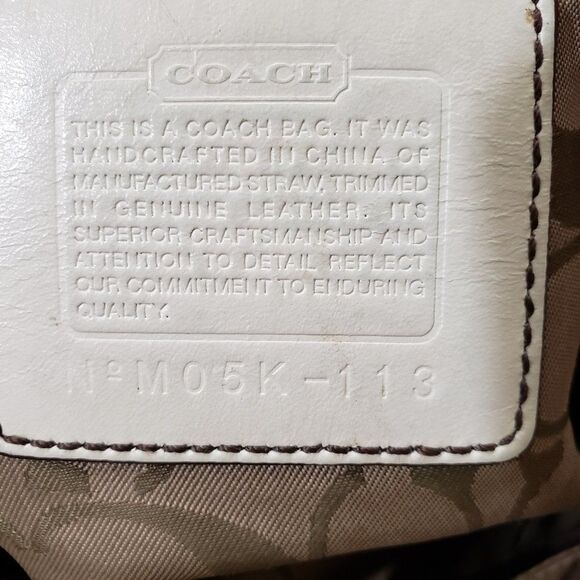 COACH
THIS IS A COACH BAG. IT WAS
HANDCRAFTED IN CHINA OF
MANUFACTURED STRAW, TRIMMED
IN GENUINE LEATHER. ITS
SUPERIOR CRAFTSMANSHIP AND
ATTENTION TO DETAIL REFLECT
OUR COMMITMENT TO ENDURING
QUALITY.
Nº M05K-113